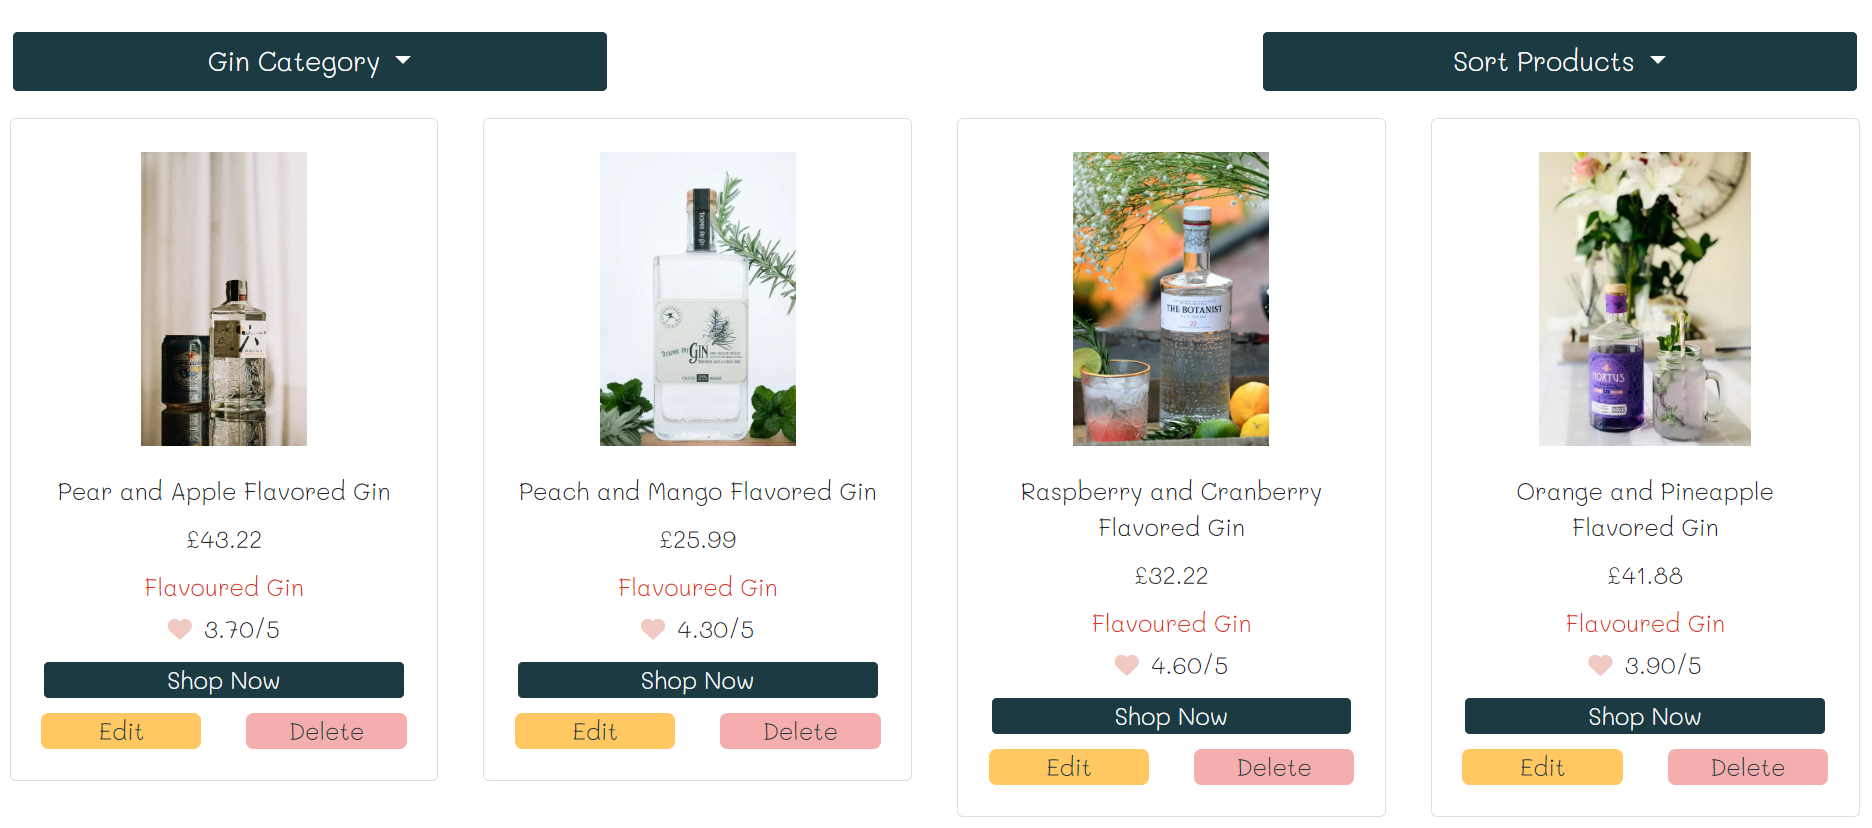 Gin Category
Sort Products
GIN
Pear and Apple Flavored Gin
£43.22
Flavoured Gin
3.70/5
Shop Now
Edit
Delete
Peach and Mango Flavored Gin
£25.99
Flavoured Gin
4.30/5
Shop Now
Edit
Delete
THE BOTANIST
22
Raspberry and Cranberry
Flavored Gin
£32.22
Flavoured Gin
4.60/5
Shop Now
Edit
Delete
Orange and Pineapple
Flavored Gin
£41.88
Flavoured Gin
3.90/5
Shop Now
Edit
Delete